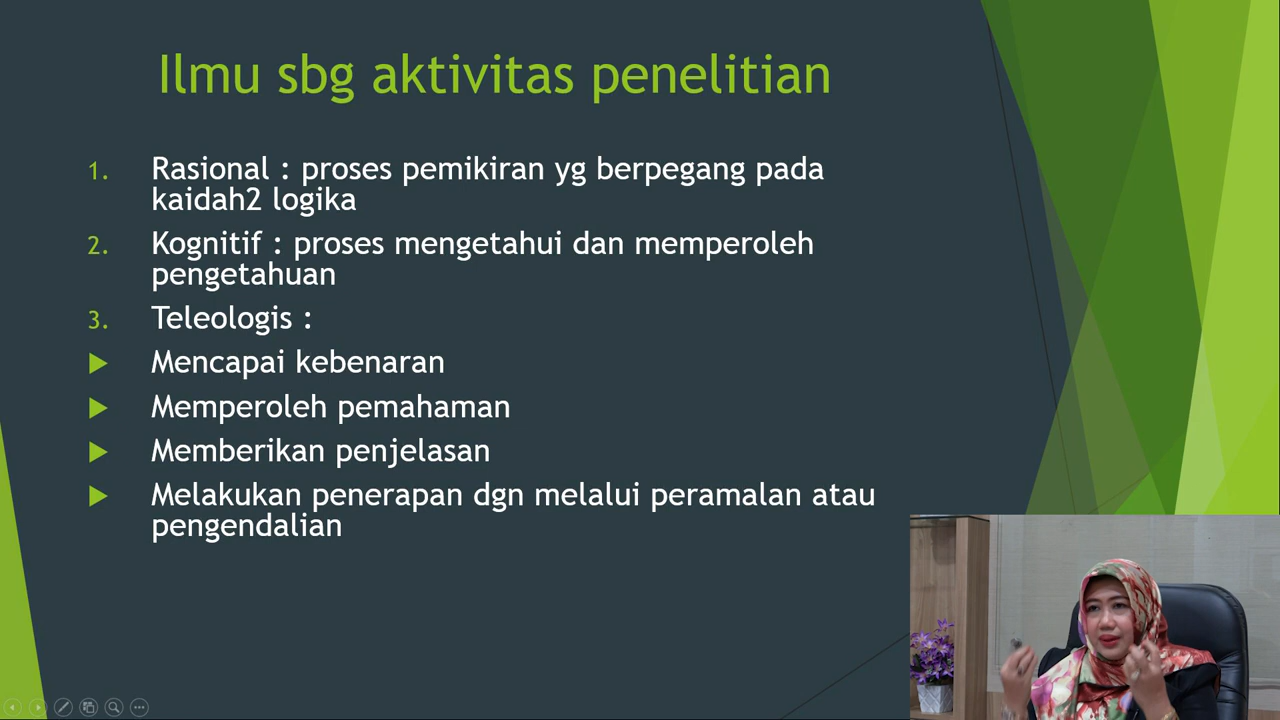 Ilmu sbg aktivitas penelitian
1. Rasional : proses pemikiran yg berpegang pada
kaidah2 logika
2. Kognitif : proses mengetahui dan memperoleh
pengetahuan
3. Teleologis :
Mencapai kebenaran
Memperoleh pemahaman
Memberikan penjelasan
Melakukan penerapan dgn melalui peramalan atau
pengendalian